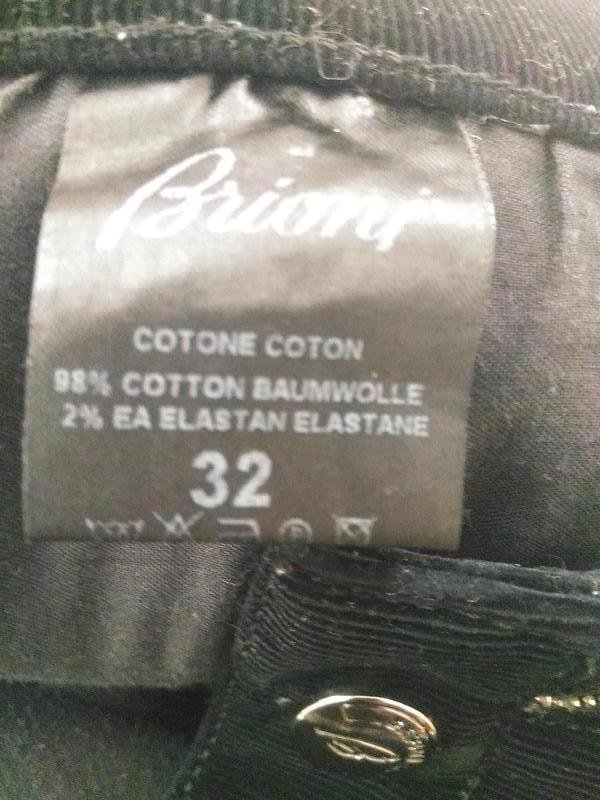 Brioni
COTONE COTON
98% COTTON BAUMWOLLE
2% EA ELASTAN ELASTANE
32
P